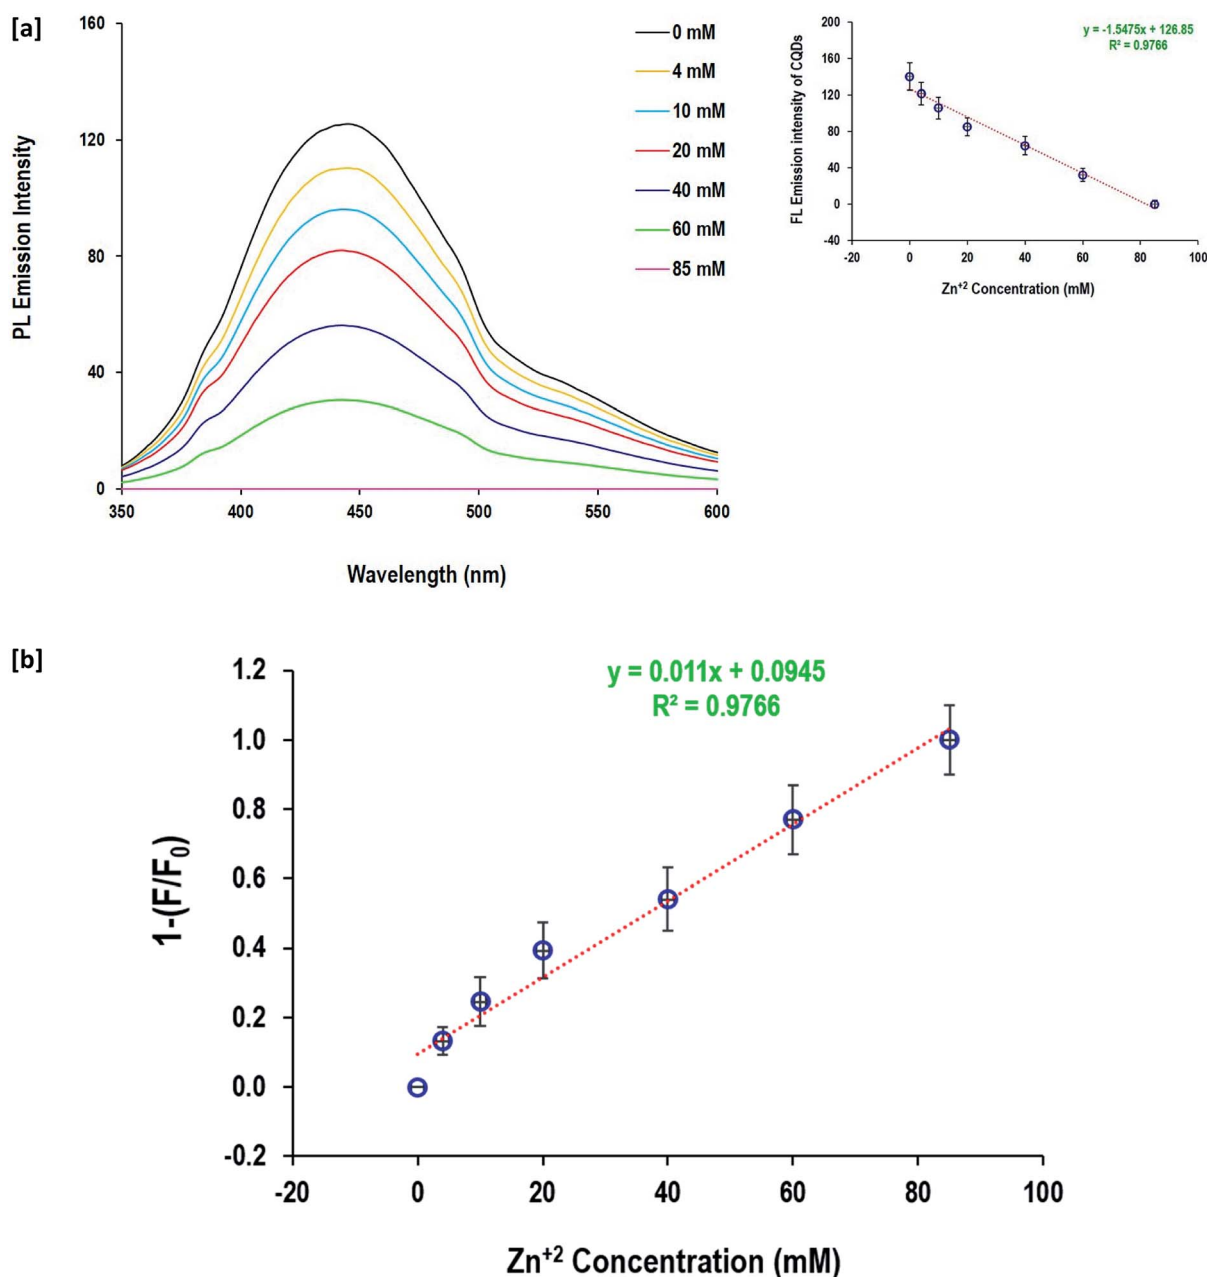 [a]
160
120
80
40
0
350
400
450
500
550
600
PL Emission Intensity
Wavelength (nm)
0 mM
4 mM
10 mM
20 mM
40 mM
60 mM
85 mM
y = -1.5475x + 126.85
R² = 0.9766
200
160
120
80
40
0
-40
-20
0
20
40
60
80
100
FL Emission intensity of CQDs
Zn⁺² Concentration (mM)
[b]
y = 0.011x + 0.0945
R² = 0.9766
1.2
1.0
0.8
0.6
0.4
0.2
0.0
-0.2
-20
0
20
40
60
80
100
1-(F/F₀)
Zn⁺² Concentration (mM)